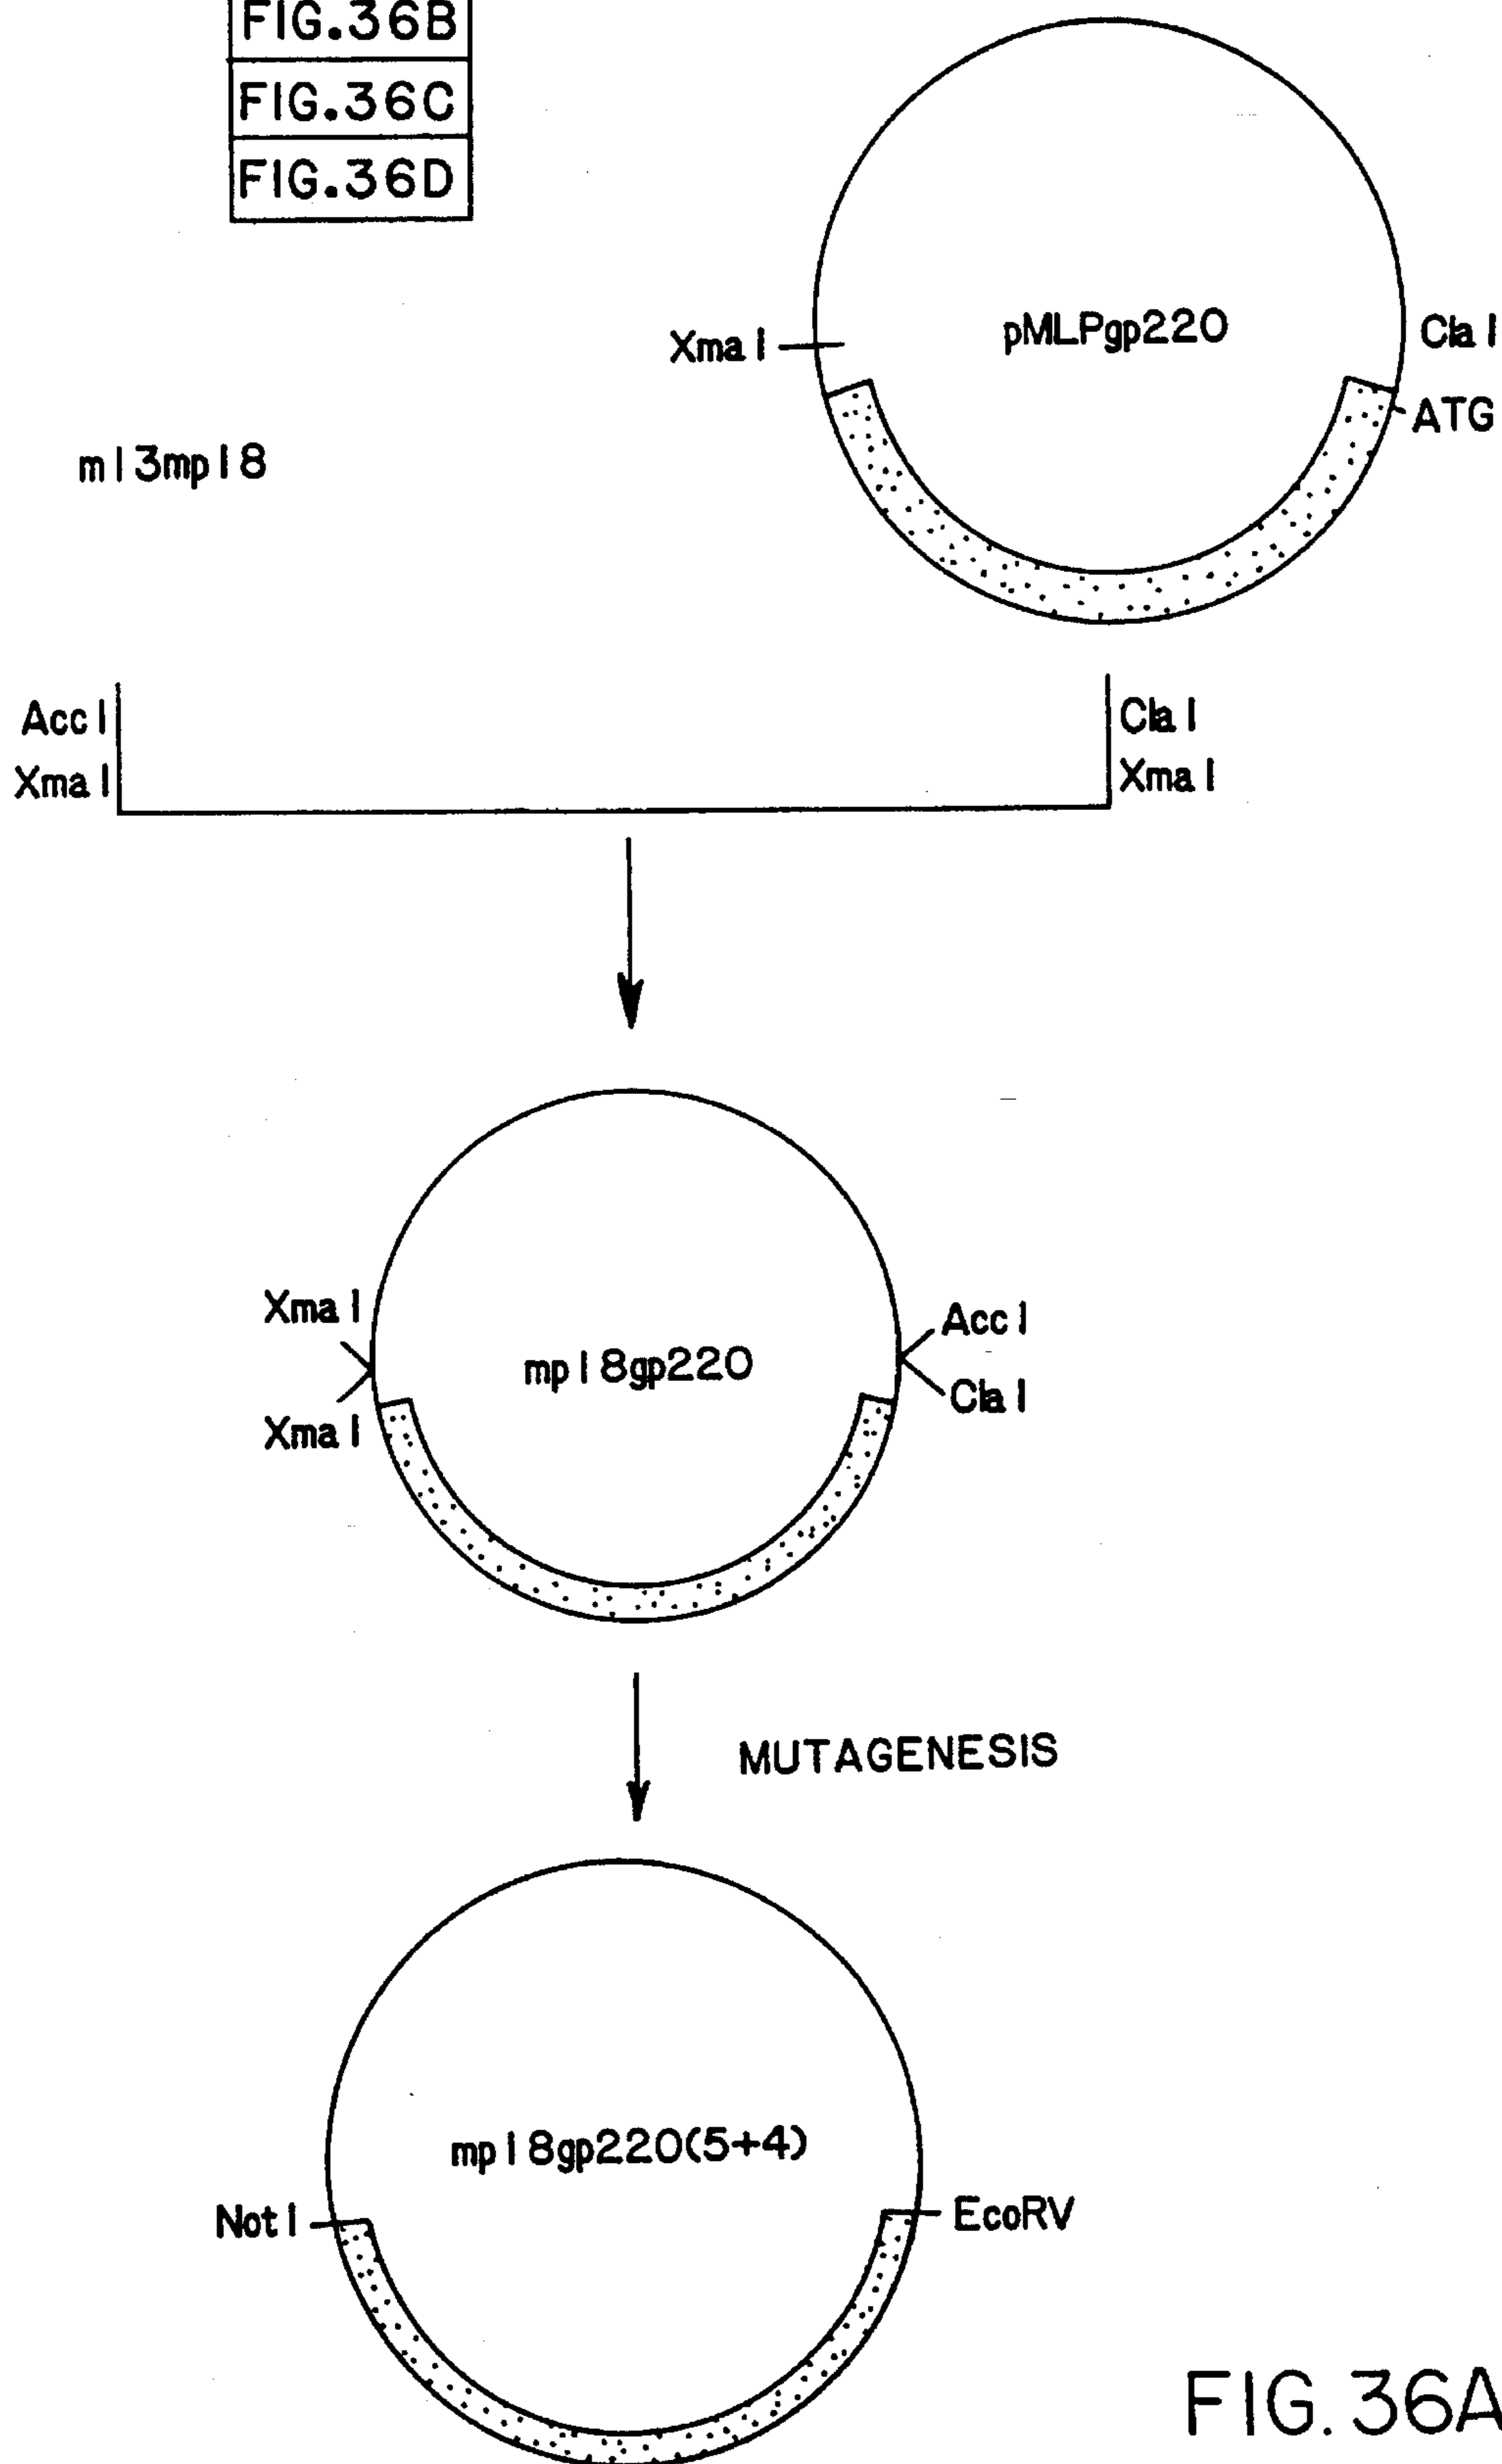 FIG.36B
FIG.36C
FIG.36D
pMLPgp220
Xma I
Cla I
ATG
m13mp18
Acc I
Xma I
Cla I
Xma I
Xma I
Xma I
mp18gp220
Acc I
Cla I
MUTAGENESIS
mp18gp220(5+4)
Not I
EcoRV
FIG. 36A